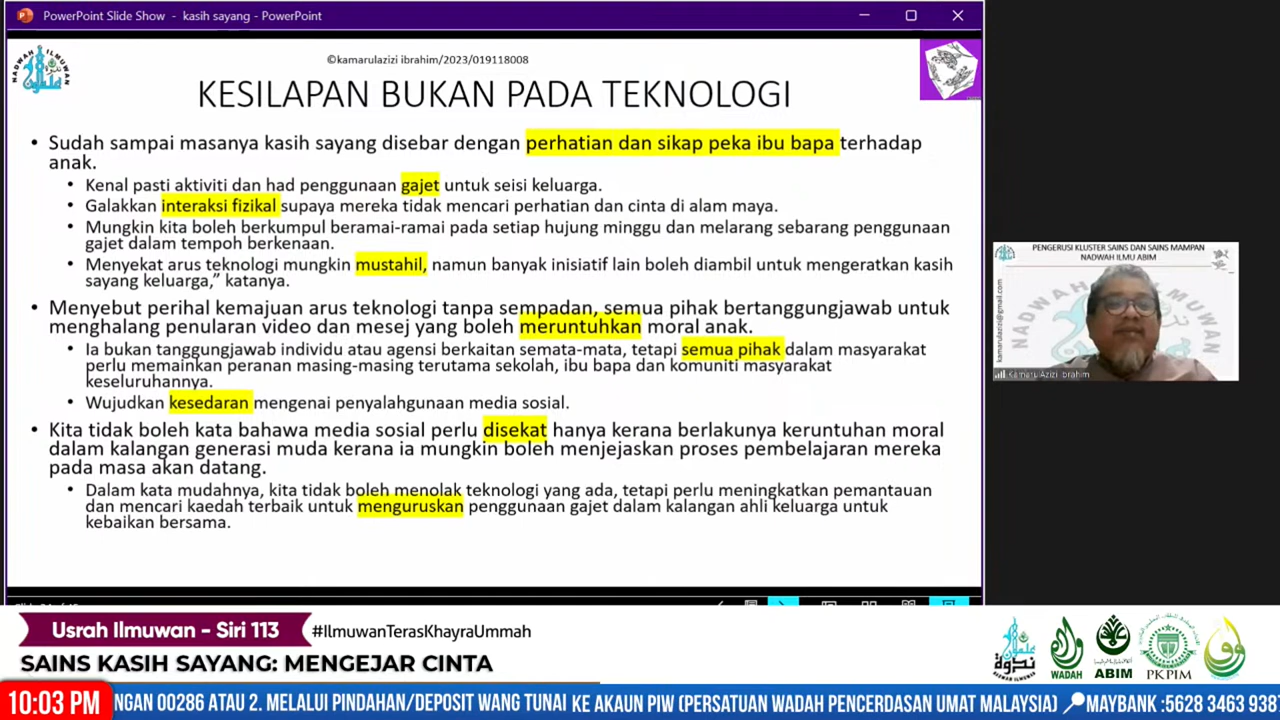 PowerPoint Slide Show - kasih sayang - PowerPoint
NADWAH ILMUWAN
©kamarulazizi ibrahim/2023/019118008
KESILAPAN BUKAN PADA TEKNOLOGI
• Sudah sampai masanya kasih sayang disebar dengan perhatian dan sikap peka ibu bapa terhadap
anak.
• Kenal pasti aktiviti dan had penggunaan gajet untuk seisi keluarga.
• Galakkan interaksi fizikal supaya mereka tidak mencari perhatian dan cinta di alam maya.
• Mungkin kita boleh berkumpul beramai-ramai pada setiap hujung minggu dan melarang sebarang penggunaan
gajet dalam tempoh berkenaan.
• Menyekat arus teknologi mungkin mustahil, namun banyak inisiatif lain boleh diambil untuk mengeratkan kasih
sayang keluarga,” katanya.
• Menyebut perihal kemajuan arus teknologi tanpa sempadan, semua pihak bertanggungjawab untuk
menghalang penularan video dan mesej yang boleh meruntuhkan moral anak.
• Ia bukan tanggungjawab individu atau agensi berkaitan semata-mata, tetapi semua pihak dalam masyarakat
perlu memainkan peranan masing-masing terutama sekolah, ibu bapa dan komuniti masyarakat
keseluruhannya.
• Wujudkan kesedaran mengenai penyalahgunaan media sosial.
• Kita tidak boleh kata bahawa media sosial perlu disekat hanya kerana berlakunya keruntuhan moral
dalam kalangan generasi muda kerana ia mungkin boleh menjejaskan proses pembelajaran mereka
pada masa akan datang.
• Dalam kata mudahnya, kita tidak boleh menolak teknologi yang ada, tetapi perlu meningkatkan pemantauan
dan mencari kaedah terbaik untuk menguruskan penggunaan gajet dalam kalangan ahli keluarga untuk
kebaikan bersama.
PENGERUSI KLUSTER SAINS DAN SAINS MAMPAN
NADWAH ILMU ABIM
kamarulazizi@gmail.com
Kamarul Azizi Ibrahim
Usrah Ilmuwan - Siri 113
#IlmuwanTerasKhayraUmmah
SAINS KASIH SAYANG: MENGEJAR CINTA
WADAH
ABIM
PKPIM
10:03 PM
NGAN 00286 ATAU 2. MELALUI PINDAHAN/DEPOSIT WANG TUNAI KE AKAUN PIW (PERSATUAN WADAH PENCERDASAN UMAT MALAYSIA) MAYBANK :5628 3463 938